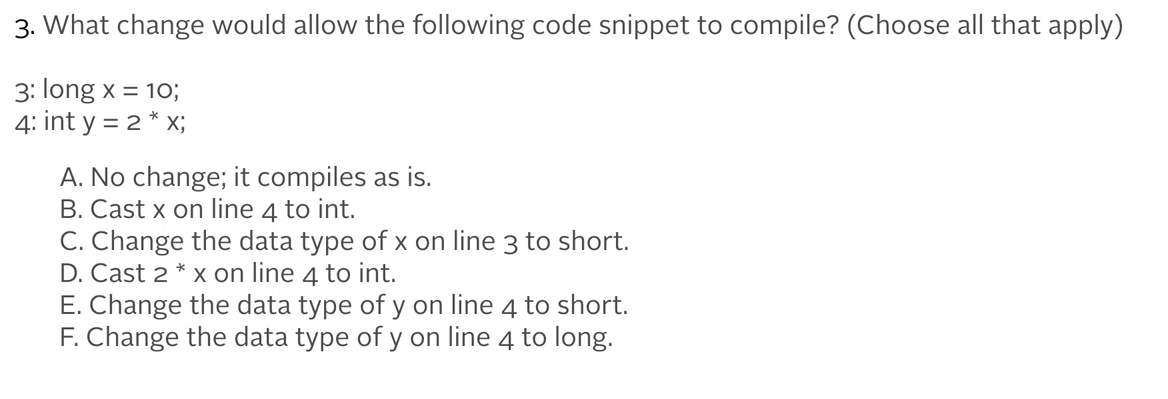 3. What change would allow the following code snippet to compile? (Choose all that apply)
3: long x = 10;
4: int y = 2 * x;
A. No change; it compiles as is.
B. Cast x on line 4 to int.
C. Change the data type of x on line 3 to short.
D. Cast 2 * x on line 4 to int.
E. Change the data type of y on line 4 to short.
F. Change the data type of y on line 4 to long.